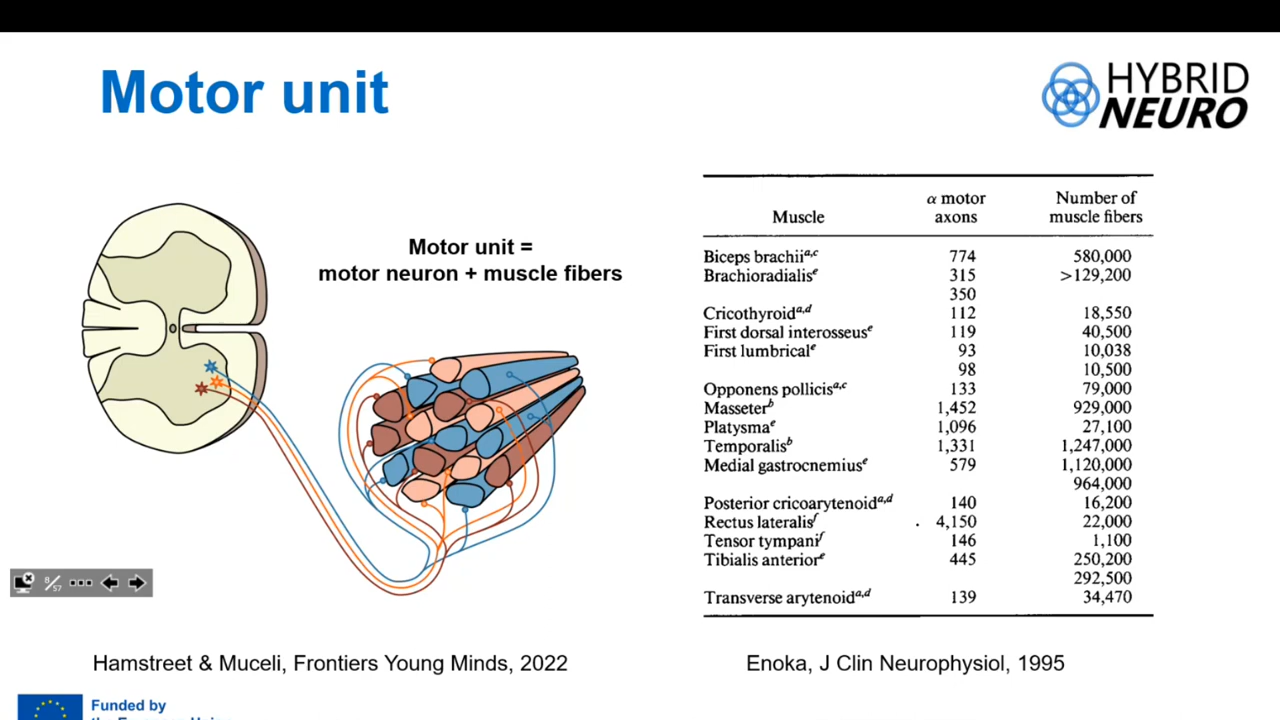 Motor unit
HYBRID
NEURO
Motor unit =
motor neuron + muscle fibers
Muscle α motor axons Number of muscle fibers
Biceps brachii^a,c 774 580,000
Brachioradialis^e 315 >129,200
350
Cricothyroid^a,d 112 18,550
First dorsal interosseus^e 119 40,500
First lumbrical^e 93 10,038
98 10,500
Opponens pollicis^a,c 133 79,000
Masseter^b 1,452 929,000
Platysma^e 1,096 27,100
Temporalis^b 1,331 1,247,000
Medial gastrocnemius^e 579 1,120,000
964,000
Posterior cricoarytenoid^a,d 140 16,200
Rectus lateralis^f 4,150 22,000
Tensor tympani^f 146 1,100
Tibialis anterior^e 445 250,200
292,500
Transverse arytenoid^a,d 139 34,470
8/57
Hamstreet & Muceli, Frontiers Young Minds, 2022
Enoka, J Clin Neurophysiol, 1995
Funded by